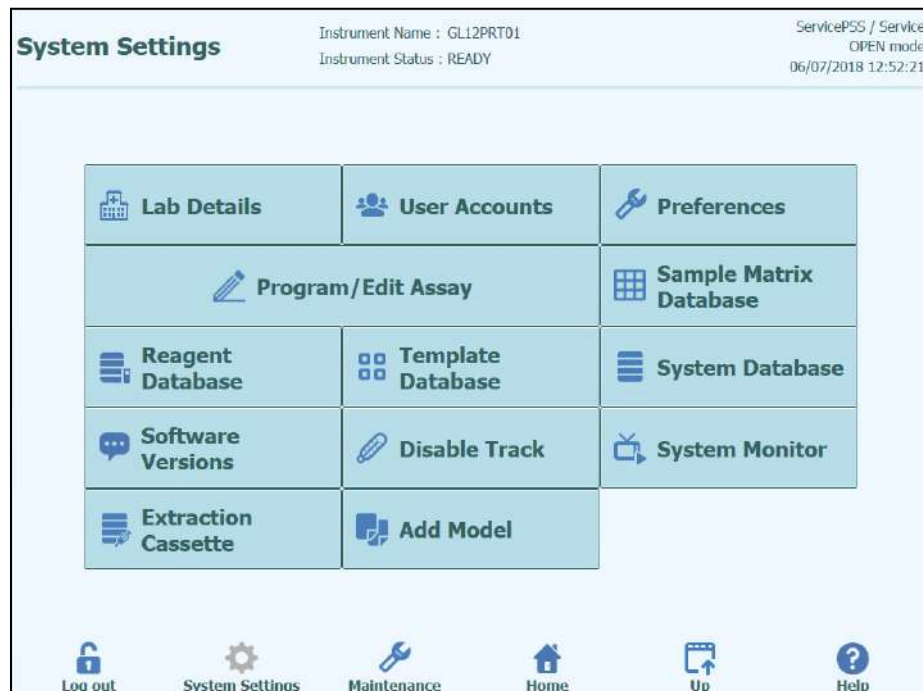 System Settings
Instrument Name : GL12PRT01
Instrument Status : READY
ServicePSS / Service
OPEN mode
06/07/2018 12:52:21
Lab Details
User Accounts
Preferences
Program/Edit Assay
Sample Matrix
Database
Reagent
Database
Template
Database
System Database
Software
Versions
Disable Track
System Monitor
Extraction
Cassette
Add Model
Log out
System Settings
Maintenance
Home
Up
Help